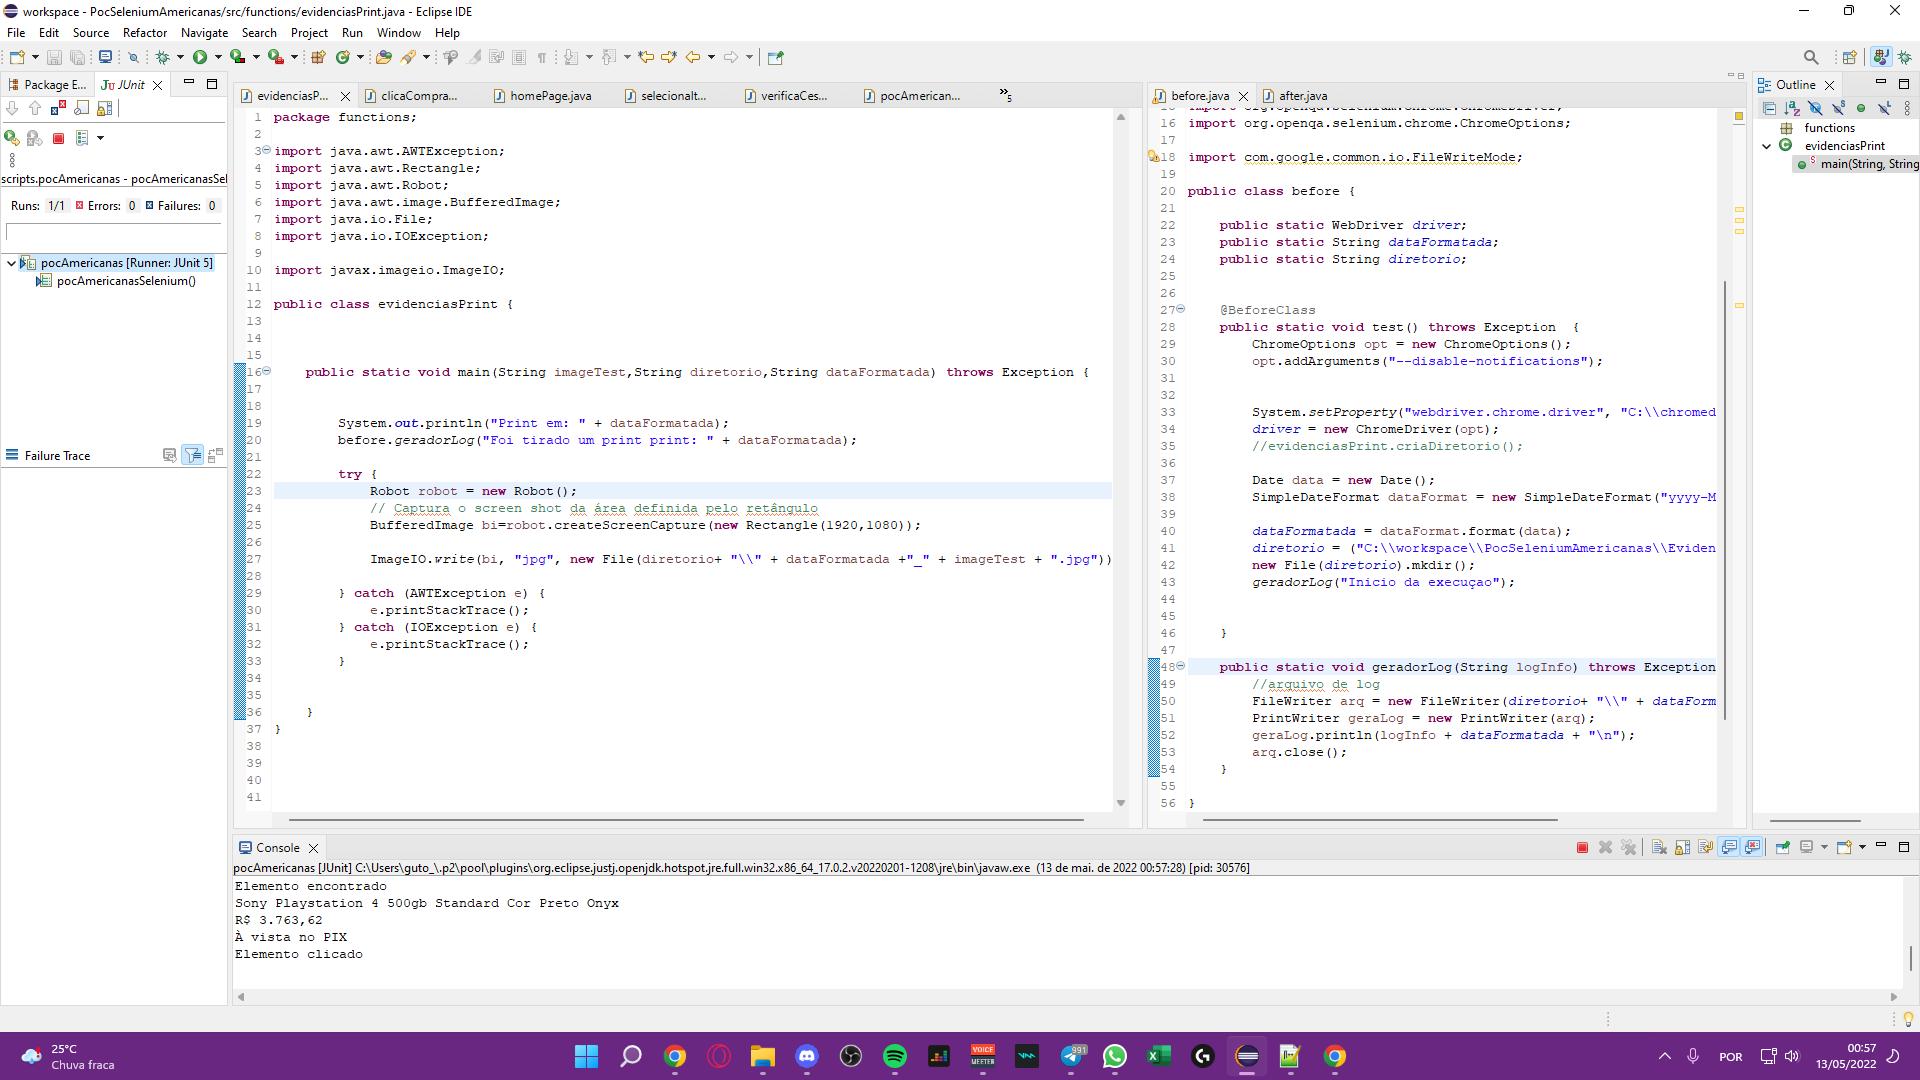 workspace - PocSeleniumAmericanas/src/functions/evidenciasPrint.java - Eclipse IDE
File Edit Source Refactor Navigate Search Project Run Window Help
Package E... JUnit
evidenciasP... clicaCompra... homePage.java selecionalt... verificaCes... pocAmerican... »5
before.java after.java
Outline
scripts.pocAmericanas - pocAmericanasSel
Runs: 1/1 Errors: 0 Failures: 0
pocAmericanas [Runner: JUnit 5]
pocAmericanasSelenium()
Failure Trace
1 package functions;
2
3 import java.awt.AWTException;
4 import java.awt.Rectangle;
5 import java.awt.Robot;
6 import java.awt.image.BufferedImage;
7 import java.io.File;
8 import java.io.IOException;
9
10 import javax.imageio.ImageIO;
11
12 public class evidenciasPrint {
13
14
15
16 public static void main(String imageTest,String diretorio,String dataFormatada) throws Exception {
17
18
19 System.out.println("Print em: " + dataFormatada);
20 before.geradorLog("Foi tirado um print print: " + dataFormatada);
21
22 try {
23 Robot robot = new Robot();
24 // Captura o screen shot da área definida pelo retângulo
25 BufferedImage bi=robot.createScreenCapture(new Rectangle(1920,1080));
26
27 ImageIO.write(bi, "jpg", new File(diretorio+ "\\" + dataFormatada +"_" + imageTest + ".jpg"))
28
29 } catch (AWTException e) {
30 e.printStackTrace();
31 } catch (IOException e) {
32 e.printStackTrace();
33 }
34
35
36 }
37 }
38
39
40
41
16 import org.openqa.selenium.chrome.ChromeOptions;
17
18 import com.google.common.io.FileWriteMode;
19
20 public class before {
21
22 public static WebDriver driver;
23 public static String dataFormatada;
24 public static String diretorio;
25
26
27 @BeforeClass
28 public static void test() throws Exception {
29 ChromeOptions opt = new ChromeOptions();
30 opt.addArguments("--disable-notifications");
31
32
33 System.setProperty("webdriver.chrome.driver", "C:\\chromed
34 driver = new ChromeDriver(opt);
35 //evidenciasPrint.criaDiretorio();
36
37 Date data = new Date();
38 SimpleDateFormat dataFormat = new SimpleDateFormat("yyyy-M
39
40 dataFormatada = dataFormat.format(data);
41 diretorio = ("C:\\workspace\\PocSeleniumAmericanas\\Eviden
42 new File(diretorio).mkdir();
43 geradorLog("Inicio da execuçao");
44
45
46 }
47
48 public static void geradorLog(String logInfo) throws Exception
49 //arquivo de log
50 FileWriter arq = new FileWriter(diretorio+ "\\" + dataForm
51 PrintWriter geraLog = new PrintWriter(arq);
52 geraLog.println(logInfo + dataFormatada + "\n");
53 arq.close();
54 }
55
56 }
functions
evidenciasPrint
main(String, String
Console
pocAmericanas [JUnit] C:\Users\guto_\.p2\pool\plugins\org.eclipse.justj.openjdk.hotspot.jre.full.win32.x86_64_17.0.2.v20220201-1208\jre\bin\javaw.exe (13 de mai. de 2022 00:57:28) [pid: 30576]
Elemento encontrado
Sony Playstation 4 500gb Standard Cor Preto Onyx
R$ 3.763,62
À vista no PIX
Elemento clicado
25°C
Chuva fraca
VOICE
MEETER
991
POR
00:57
13/05/2022